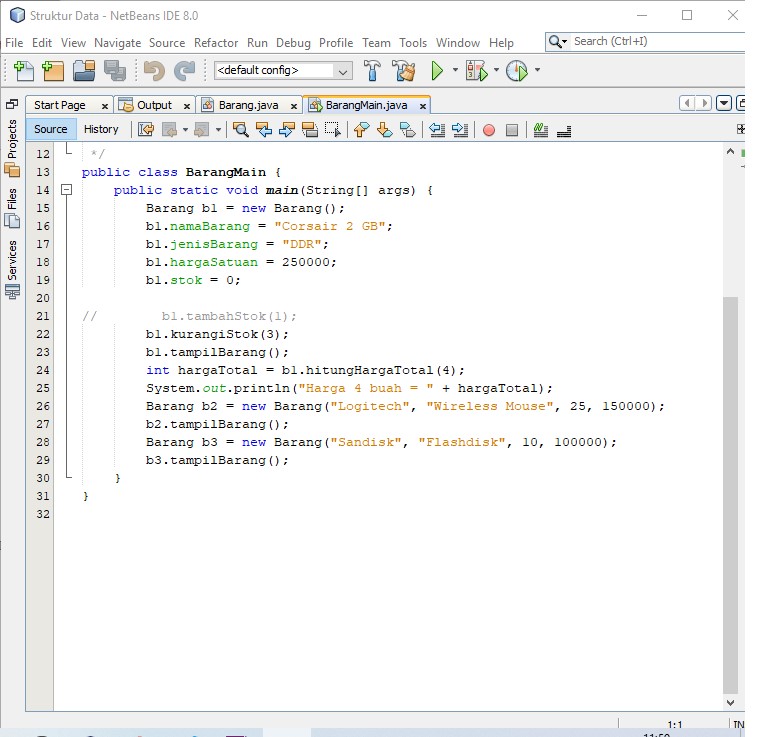 Struktur Data - NetBeans IDE 8.0
File Edit View Navigate Source Refactor Run Debug Profile Team Tools Window Help
Search (Ctrl+I)
<default config>
Start Page x Output x Barang.java x BarangMain.java x
Source History
Projects
Files
Services
12 */
13 public class BarangMain {
14 public static void main(String[] args) {
15 Barang b1 = new Barang();
16 b1.namaBarang = "Corsair 2 GB";
17 b1.jenisBarang = "DDR";
18 b1.hargaSatuan = 250000;
19 b1.stok = 0;
20
21 // b1.tambahStok(1);
22 b1.kurangiStok(3);
23 b1.tampilBarang();
24 int hargaTotal = b1.hitungHargaTotal(4);
25 System.out.println("Harga 4 buah = " + hargaTotal);
26 Barang b2 = new Barang("Logitech", "Wireless Mouse", 25, 150000);
27 b2.tampilBarang();
28 Barang b3 = new Barang("Sandisk", "Flashdisk", 10, 100000);
29 b3.tampilBarang();
30 }
31 }
32
1:1 IN